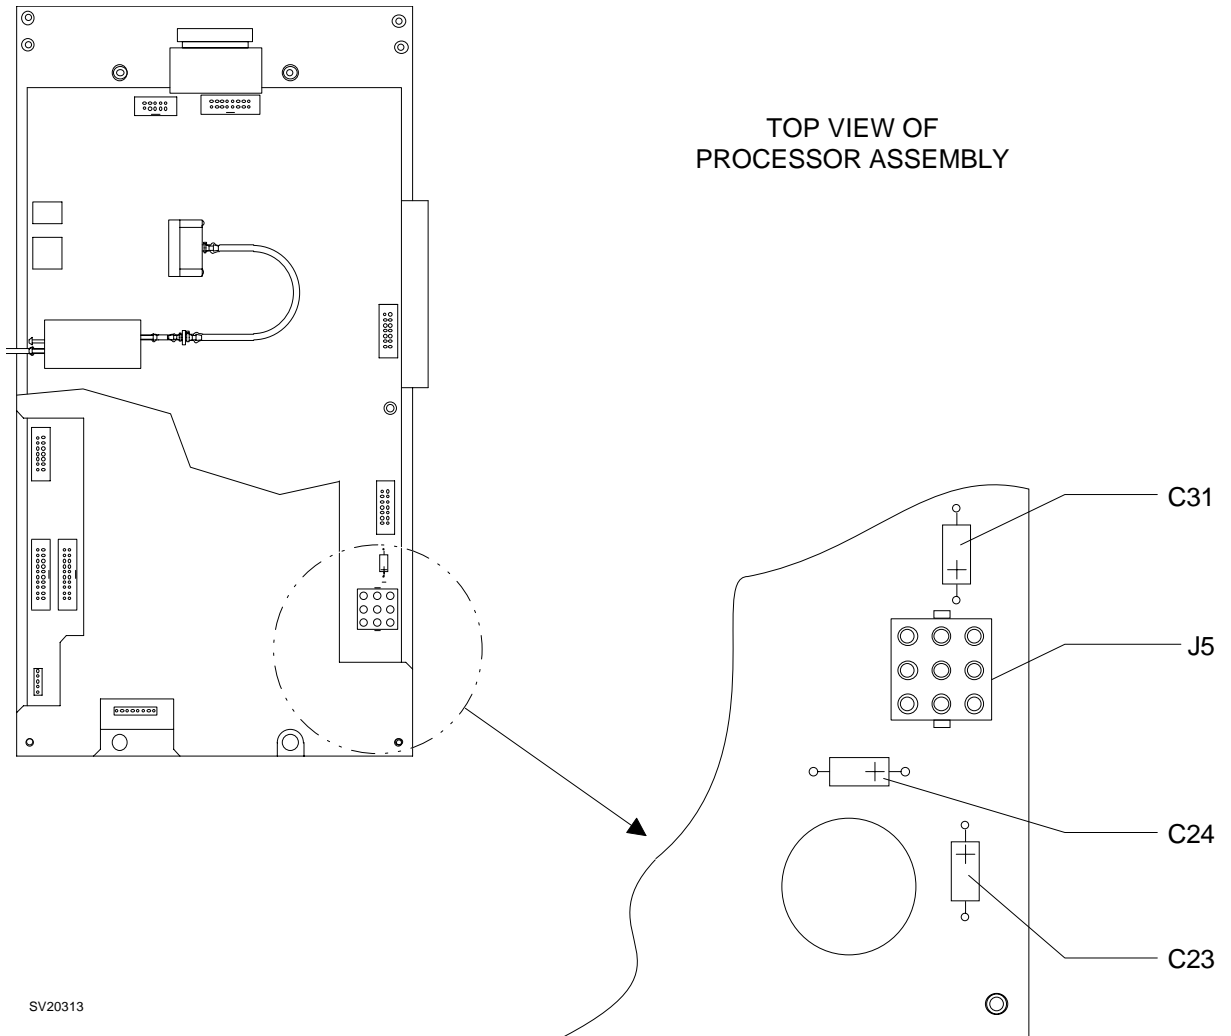 TOP VIEW OF
PROCESSOR ASSEMBLY
C31
J5
C24
C23
SV20313